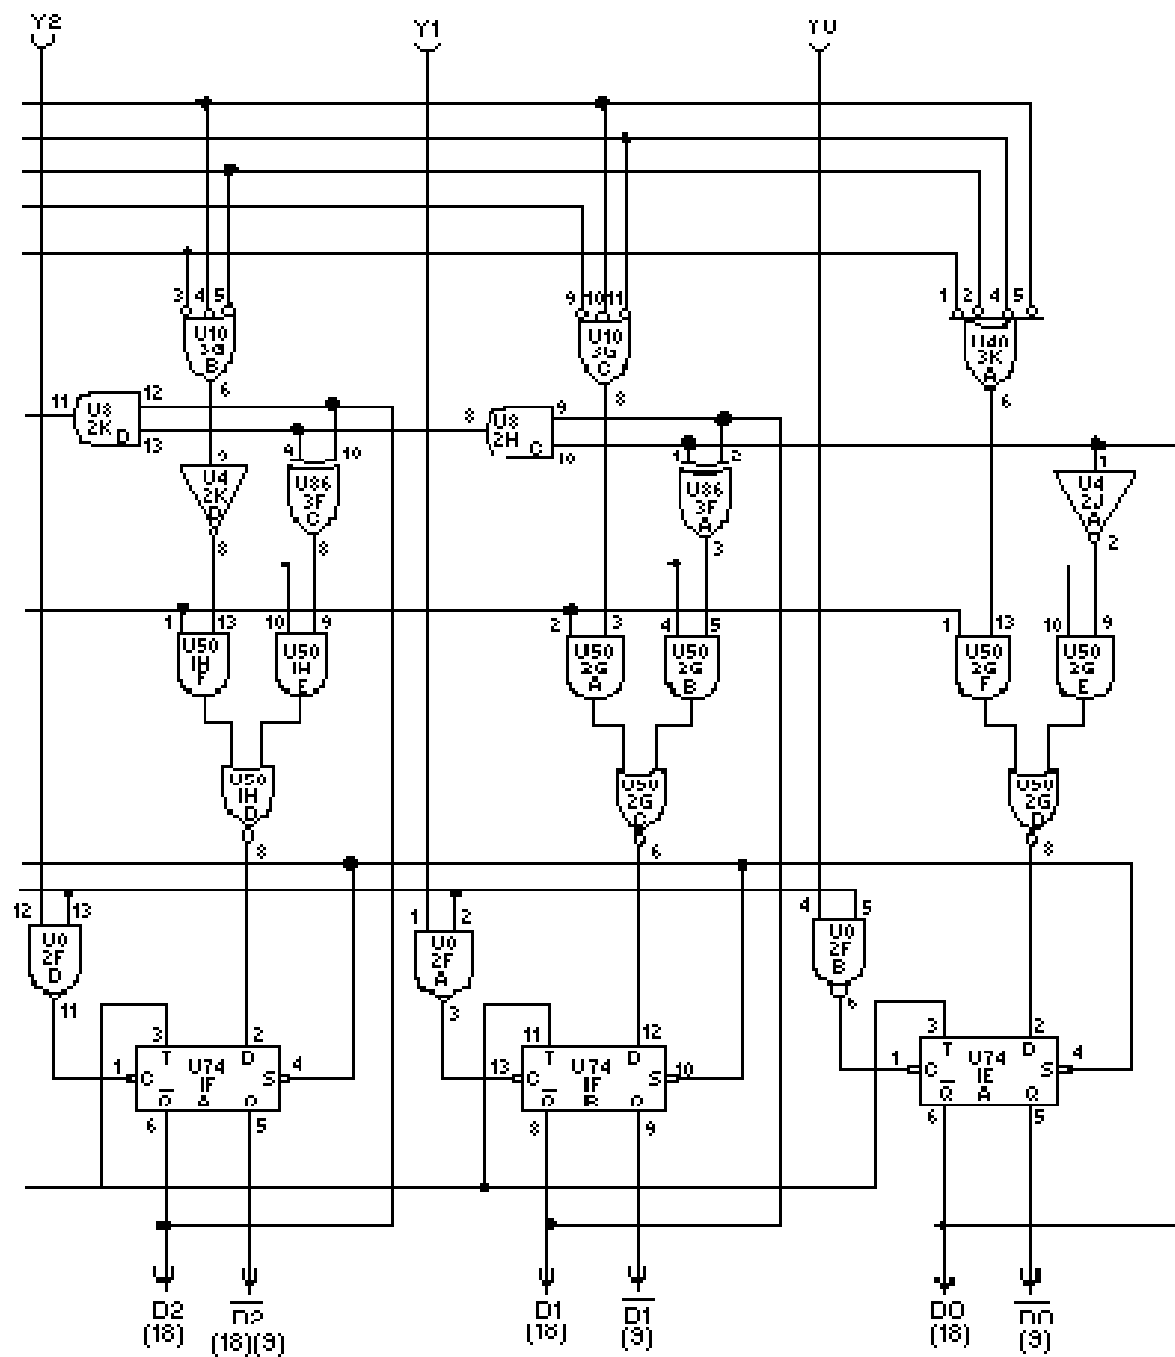 Y2 Y1 Y0
3 4 5 9 10 11 1 2 4 5
U10 3G B
U10 3G C
U40 3K A
6 8 6
11 U8 2K D 12 13
8 U8 2H C 9 10
9 10 1 2 1
U4 2K D
U86 3F C
U86 3F A
U4 2J A
8 8 3 2
1 13 10 9 2 3 4 5 1 13 10 9
U50 1H F
U50 1H E
U50 2G A
U50 2G B
U50 2G F
U50 2G E
U50 1H D
U50 2G C
U50 2G D
8 6 8
12 13 1 2 4 5
U0 2F D
U0 2F A
U0 2F B
11 3 6
3 2 11 12 3 2
1 T D 4 13 T D 10 1 T D 4
C U74 S C U74 S C U74 S
1F 1F 1E
Q̅ A Q Q̅ B Q Q̅ A Q
6 5 8 9 6 5
D2 D̅2̅ D1 D̅1̅ D0 D̅0̅
(18) (18)(9) (18) (9) (18) (9)